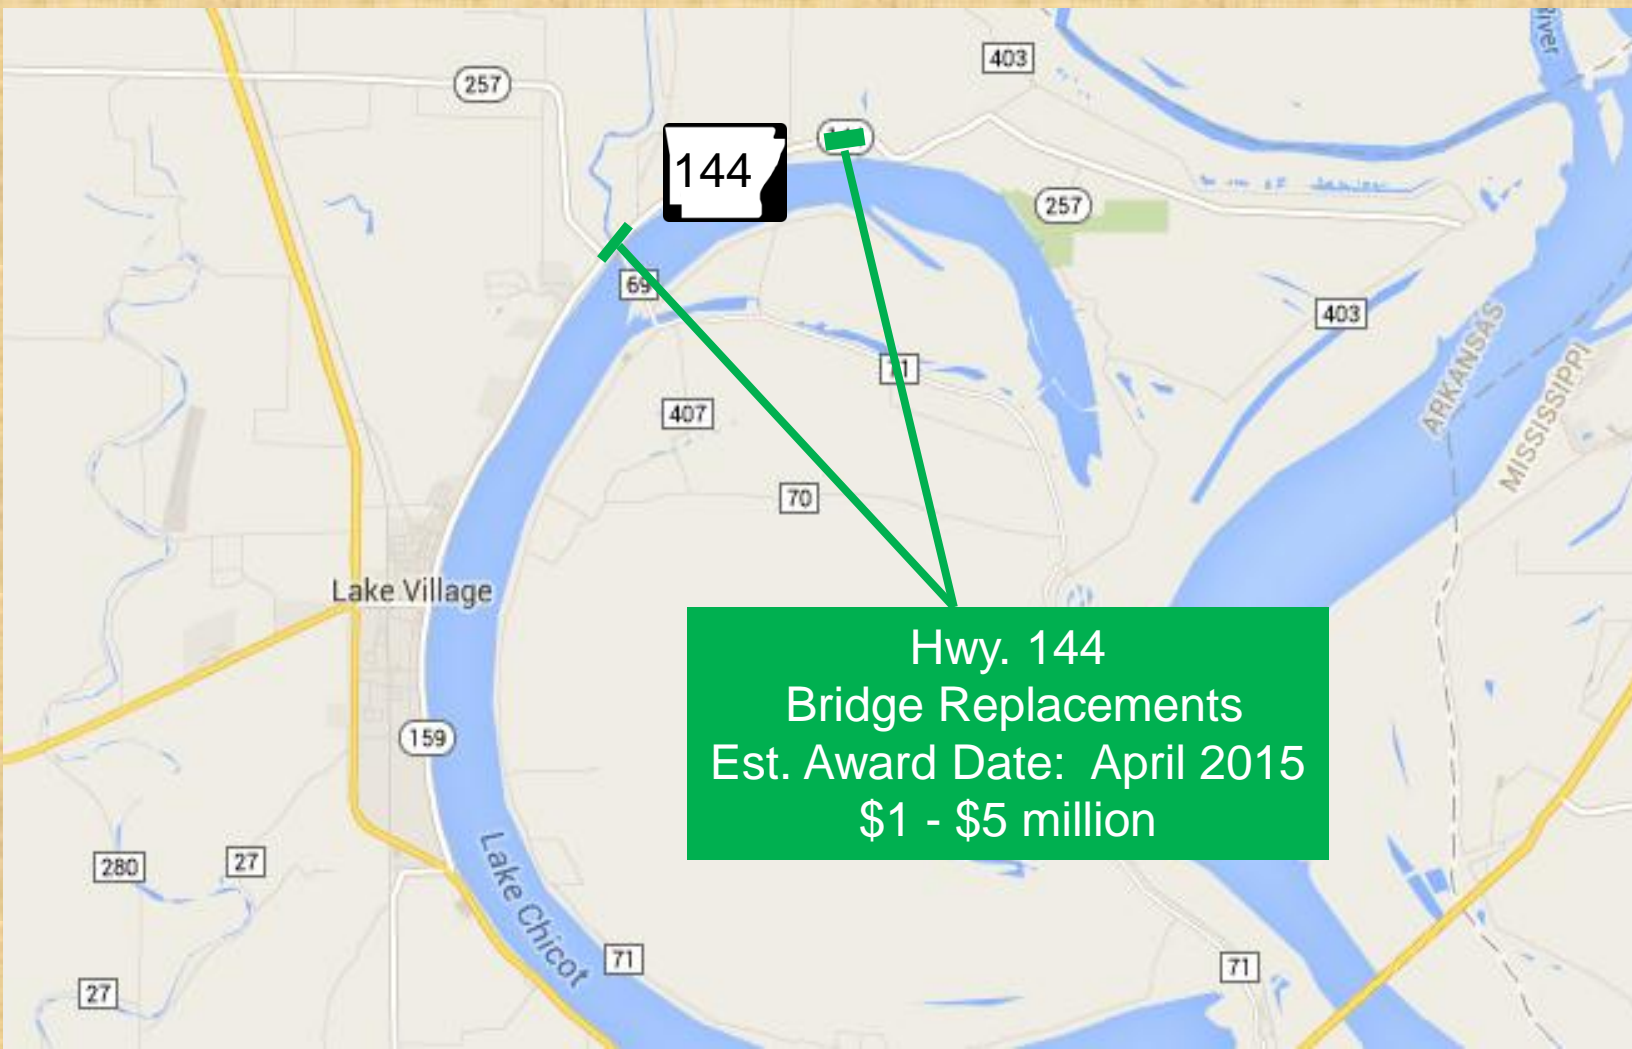 River
403
257
144
257
69
403
ARKANSAS
MISSISSIPPI
71
407
70
Lake Village
Hwy. 144
Bridge Replacements
Est. Award Date: April 2015
$1 - $5 million
159
280
27
Lake Chicot
71
71
27